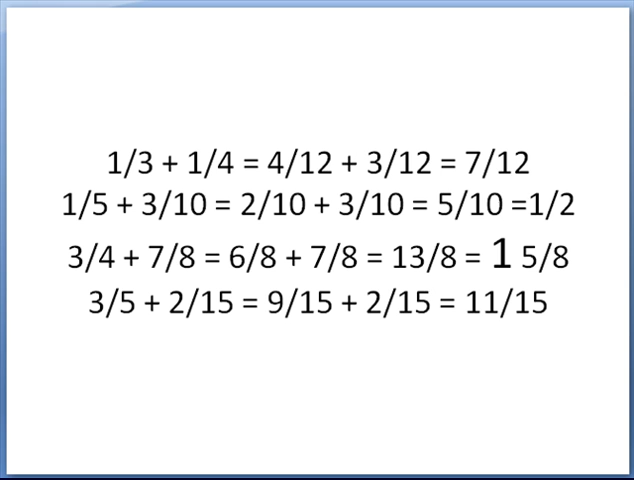 1/3 + 1/4 = 4/12 + 3/12 = 7/12
1/5 + 3/10 = 2/10 + 3/10 = 5/10 =1/2
3/4 + 7/8 = 6/8 + 7/8 = 13/8 = 1 5/8
3/5 + 2/15 = 9/15 + 2/15 = 11/15